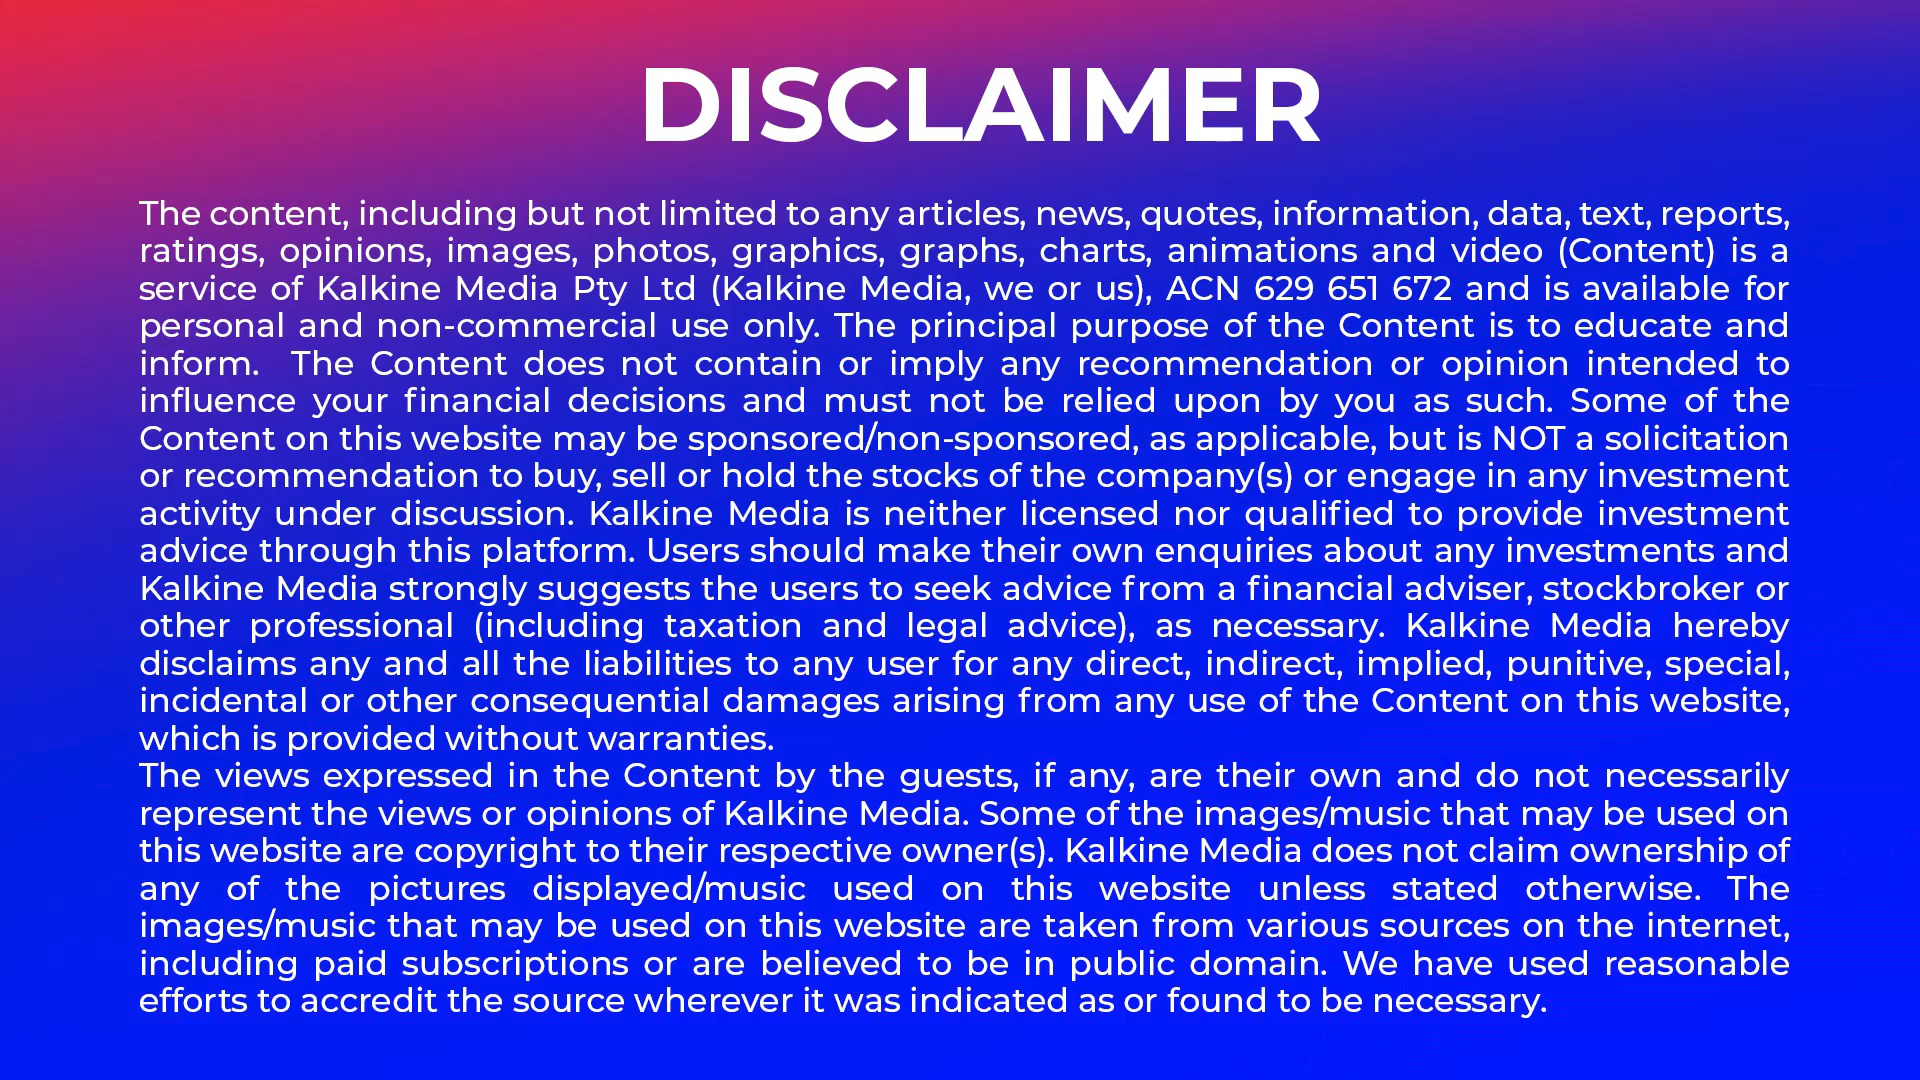 DISCLAIMER
The content, including but not limited to any articles, news, quotes, information, data, text, reports,
ratings, opinions, images, photos, graphics, graphs, charts, animations and video (Content) is a
service of Kalkine Media Pty Ltd (Kalkine Media, we or us), ACN 629 651 672 and is available for
personal and non-commercial use only. The principal purpose of the Content is to educate and
inform.  The Content does not contain or imply any recommendation or opinion intended to
influence your financial decisions and must not be relied upon by you as such. Some of the
Content on this website may be sponsored/non-sponsored, as applicable, but is NOT a solicitation
or recommendation to buy, sell or hold the stocks of the company(s) or engage in any investment
activity under discussion. Kalkine Media is neither licensed nor qualified to provide investment
advice through this platform. Users should make their own enquiries about any investments and
Kalkine Media strongly suggests the users to seek advice from a financial adviser, stockbroker or
other professional (including taxation and legal advice), as necessary. Kalkine Media hereby
disclaims any and all the liabilities to any user for any direct, indirect, implied, punitive, special,
incidental or other consequential damages arising from any use of the Content on this website,
which is provided without warranties.
The views expressed in the Content by the guests, if any, are their own and do not necessarily
represent the views or opinions of Kalkine Media. Some of the images/music that may be used on
this website are copyright to their respective owner(s). Kalkine Media does not claim ownership of
any of the pictures displayed/music used on this website unless stated otherwise. The
images/music that may be used on this website are taken from various sources on the internet,
including paid subscriptions or are believed to be in public domain. We have used reasonable
efforts to accredit the source wherever it was indicated as or found to be necessary.